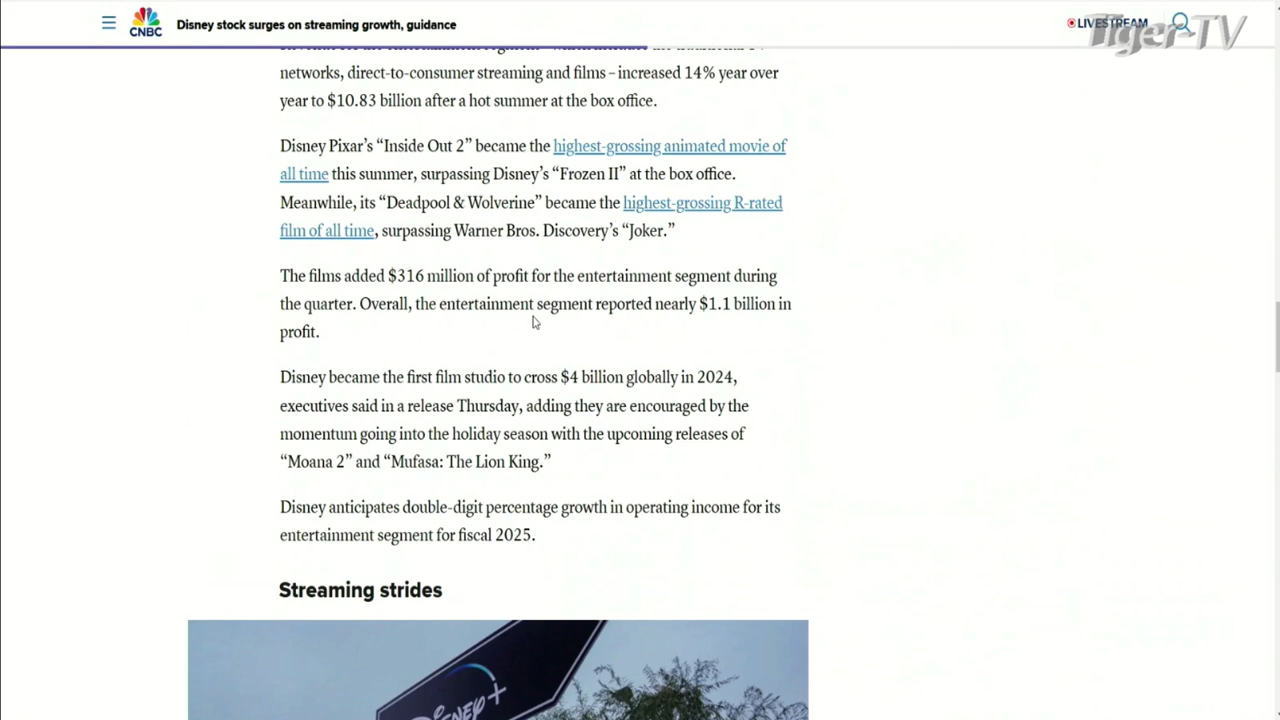 CNBC
Disney stock surges on streaming growth, guidance
LIVESTREAM
Tiger-TV
networks, direct-to-consumer streaming and films – increased 14% year over
year to $10.83 billion after a hot summer at the box office.
Disney Pixar’s “Inside Out 2” became the highest-grossing animated movie of
all time this summer, surpassing Disney’s “Frozen II” at the box office.
Meanwhile, its “Deadpool & Wolverine” became the highest-grossing R-rated
film of all time, surpassing Warner Bros. Discovery’s “Joker.”
The films added $316 million of profit for the entertainment segment during
the quarter. Overall, the entertainment segment reported nearly $1.1 billion in
profit.
Disney became the first film studio to cross $4 billion globally in 2024,
executives said in a release Thursday, adding they are encouraged by the
momentum going into the holiday season with the upcoming releases of
“Moana 2” and “Mufasa: The Lion King.”
Disney anticipates double-digit percentage growth in operating income for its
entertainment segment for fiscal 2025.
Streaming strides
Disney+